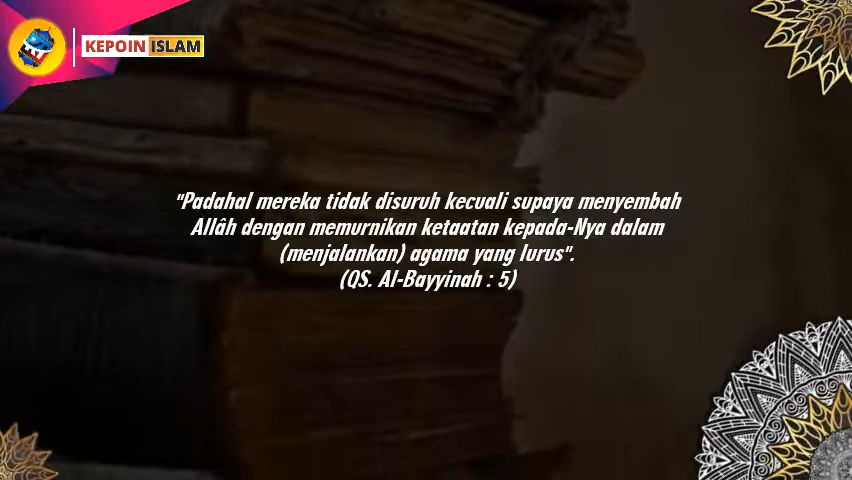 KEPOIN ISLAM
"Padahal mereka tidak disuruh kecuali supaya menyembah
Allâh dengan memurnikan ketaatan kepada-Nya dalam
(menjalankan) agama yang lurus".
(QS. Al-Bayyinah : 5)